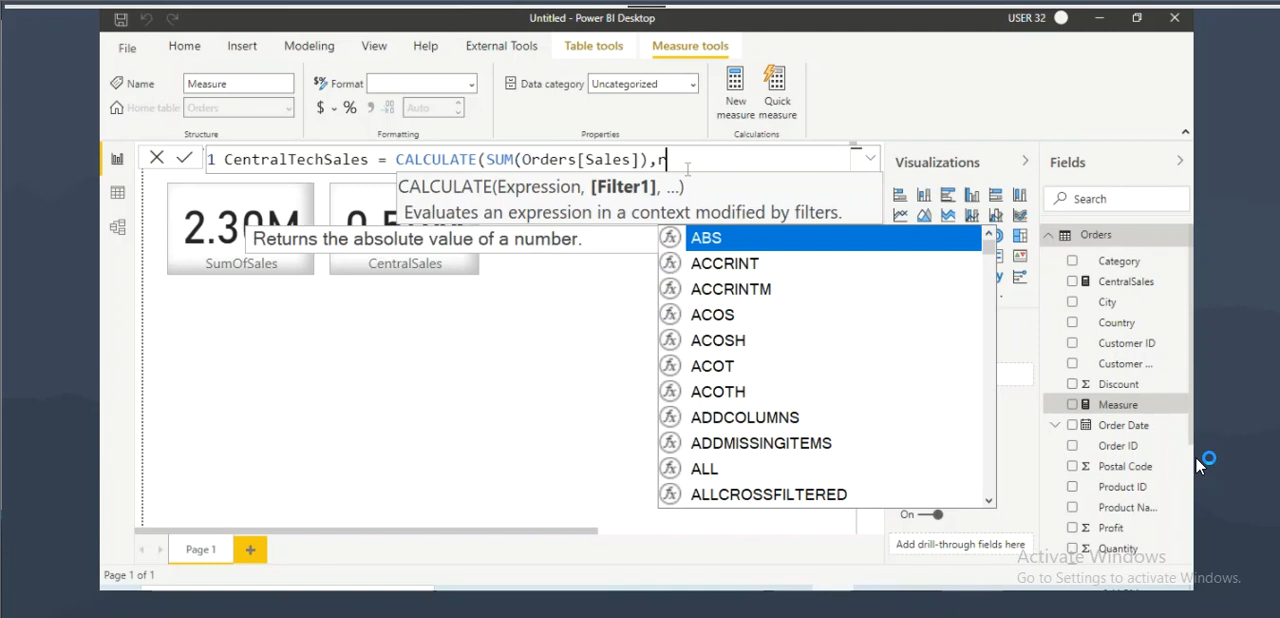 Untitled - Power BI Desktop
USER 32
File Home Insert Modeling View Help External Tools Table tools Measure tools
Name Measure
Home table Orders
Structure
Format
$ % 9 Auto
Formatting
Data category Uncategorized
Properties
New measure
Quick measure
Calculations
1 CentralTechSales = CALCULATE(SUM(Orders[Sales]),r
CALCULATE(Expression, [Filter1], ...)
Evaluates an expression in a context modified by filters.
Returns the absolute value of a number.
2.30M
SumOfSales
CentralSales
ABS
ACCRINT
ACCRINTM
ACOS
ACOSH
ACOT
ACOTH
ADDCOLUMNS
ADDMISSINGITEMS
ALL
ALLCROSSFILTERED
Visualizations
On
Add drill-through fields here
Fields
Search
Orders
Category
CentralSales
City
Country
Customer ID
Customer ...
Σ Discount
Measure
Order Date
Order ID
Σ Postal Code
Product ID
Product Na...
Σ Profit
Σ Quantity
Page 1
+
Page 1 of 1
Activate Windows
Go to Settings to activate Windows.